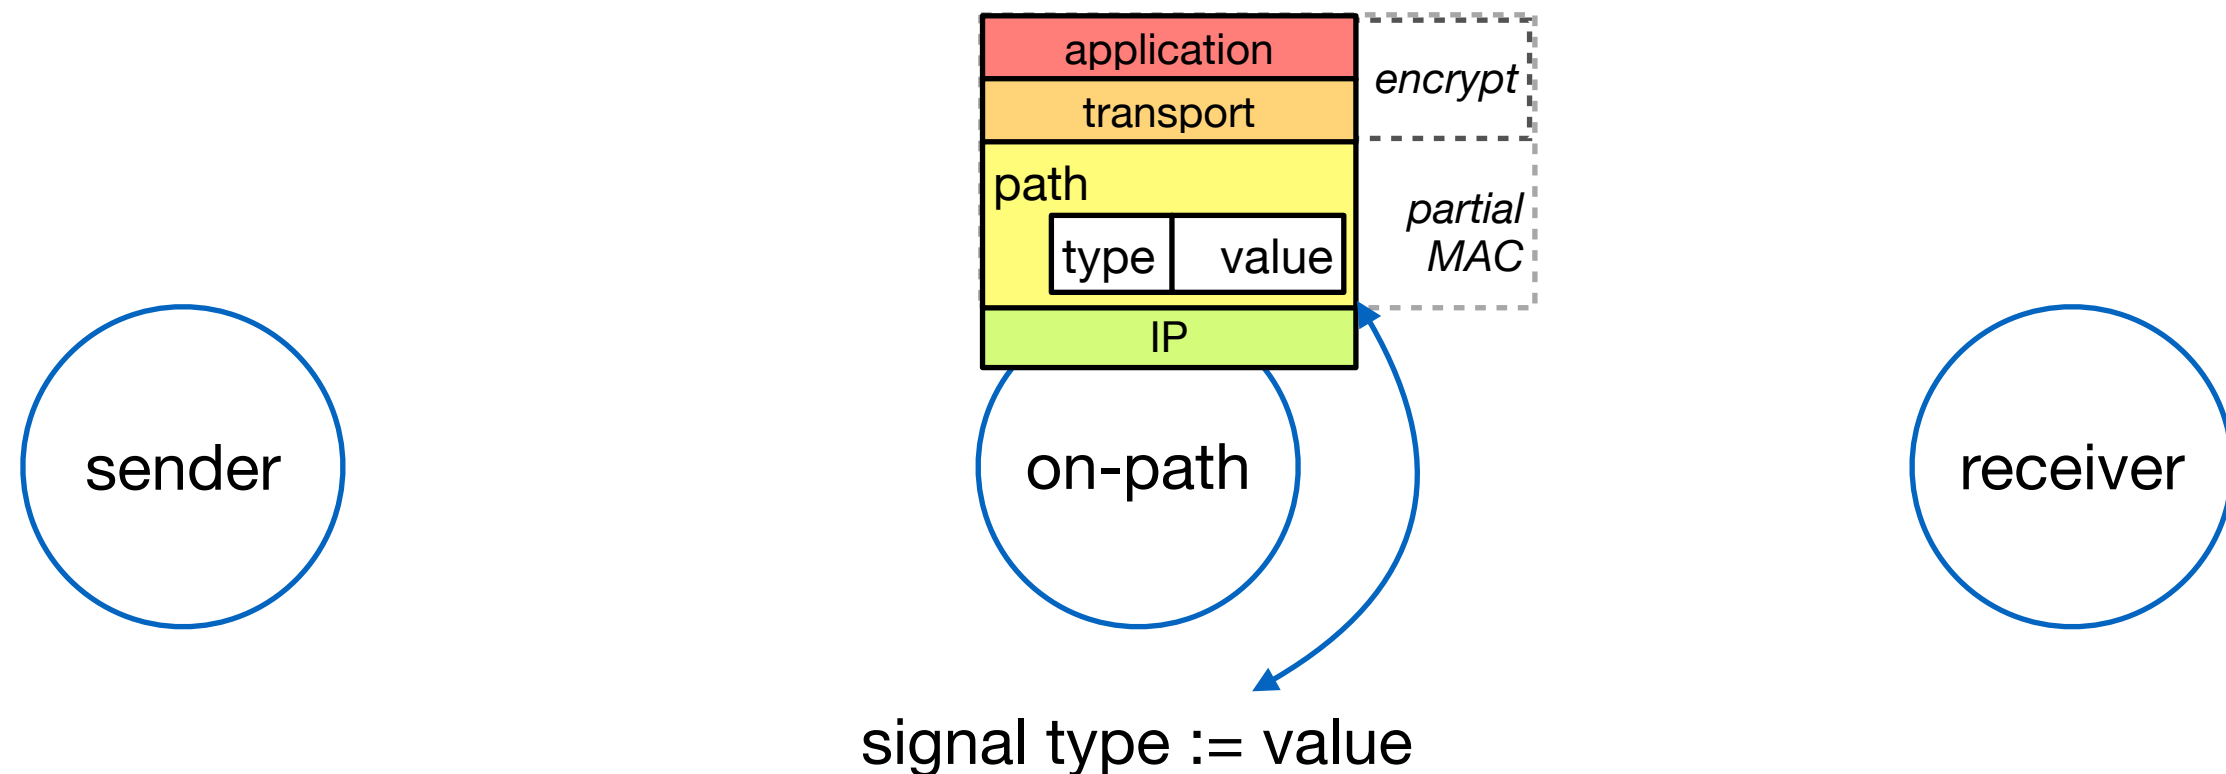 application
encrypt
transport
path
partial
MAC
type value
IP
sender
on-path
receiver
signal type := value